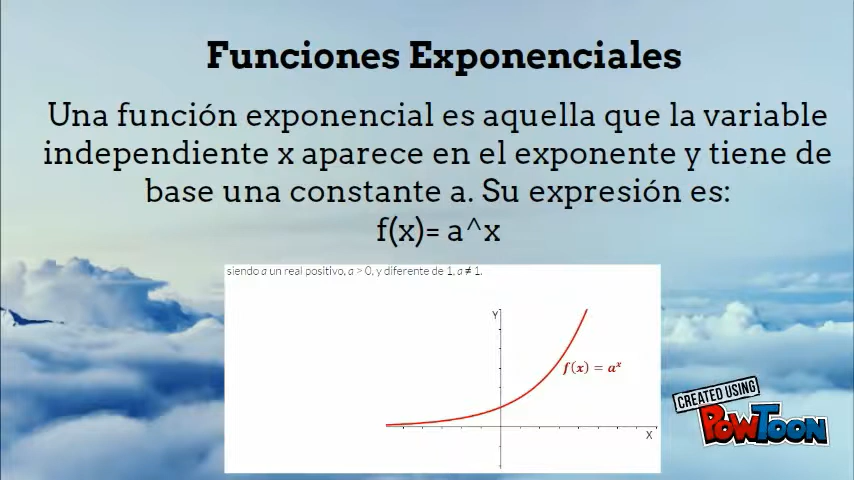 Funciones Exponenciales
Una función exponencial es aquella que la variable
independiente x aparece en el exponente y tiene de
base una constante a. Su expresión es:
f(x)= a^x
siendo a un real positivo, a > 0, y diferente de 1, a ≠ 1.
Y
f(x) = aˣ
X
CREATED USING
POWTOON